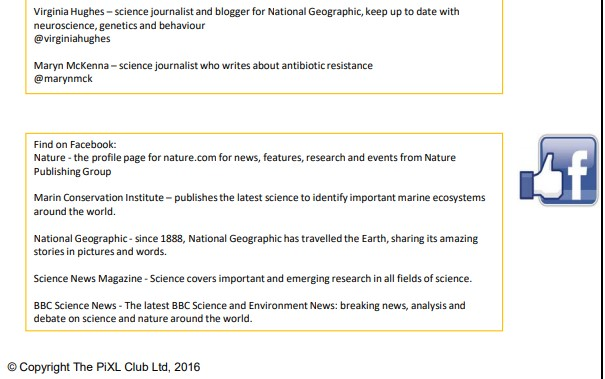 Virginia Hughes – science journalist and blogger for National Geographic, keep up to date with
neuroscience, genetics and behaviour
@virginiahughes
Maryn McKenna – science journalist who writes about antibiotic resistance
@marynmck
Find on Facebook:
Nature - the profile page for nature.com for news, features, research and events from Nature
Publishing Group
Marin Conservation Institute – publishes the latest science to identify important marine ecosystems
around the world.
National Geographic - since 1888, National Geographic has travelled the Earth, sharing its amazing
stories in pictures and words.
Science News Magazine - Science covers important and emerging research in all fields of science.
BBC Science News - The latest BBC Science and Environment News: breaking news, analysis and
debate on science and nature around the world.
f
© Copyright The PiXL Club Ltd, 2016